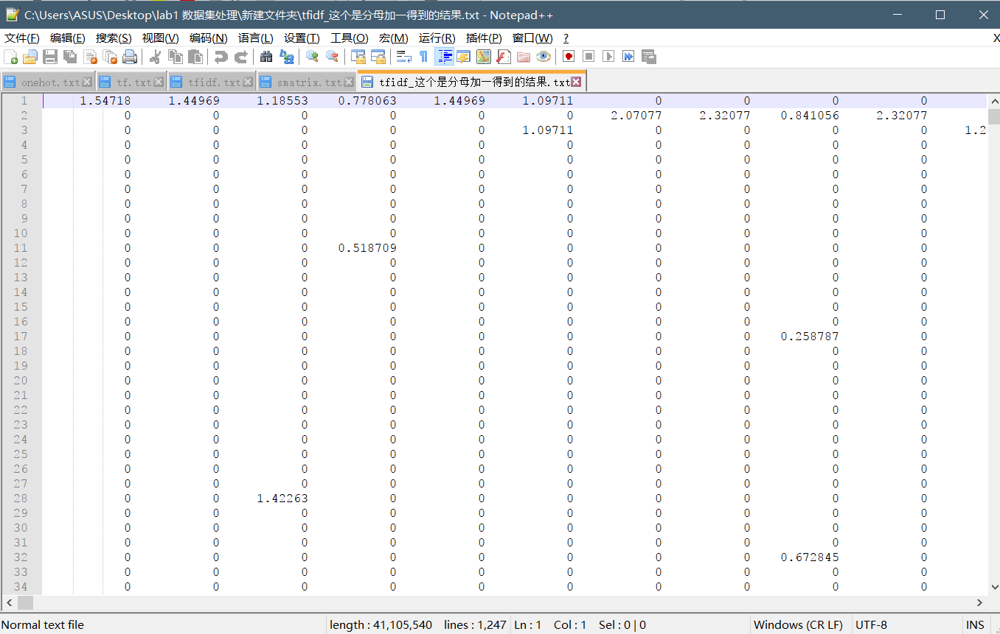 C:\Users\ASUS\Desktop\lab1 数据集处理\新建文件夹\tfidf_这个是分母加一得到的结果.txt - Notepad++
文件(F) 编辑(E) 搜索(S) 视图(V) 编码(N) 语言(L) 设置(T) 工具(O) 宏(M) 运行(R) 插件(P) 窗口(W) ? X
onehot.txt tf.txt tfidf.txt smatrix.txt tfidf_这个是分母加一得到的结果.txt
1 1.54718 1.44969 1.18553 0.778063 1.44969 1.09711 0 0 0 0
2 0 0 0 0 0 0 2.07077 2.32077 0.841056 2.32077
3 0 0 0 0 0 1.09711 0 0 0 0 1.2
4 0 0 0 0 0 0 0 0 0 0
5 0 0 0 0 0 0 0 0 0 0
6 0 0 0 0 0 0 0 0 0 0
7 0 0 0 0 0 0 0 0 0 0
8 0 0 0 0 0 0 0 0 0 0
9 0 0 0 0 0 0 0 0 0 0
10 0 0 0 0 0 0 0 0 0 0
11 0 0 0 0.518709 0 0 0 0 0 0
12 0 0 0 0 0 0 0 0 0 0
13 0 0 0 0 0 0 0 0 0 0
14 0 0 0 0 0 0 0 0 0 0
15 0 0 0 0 0 0 0 0 0 0
16 0 0 0 0 0 0 0 0 0 0
17 0 0 0 0 0 0 0 0 0.258787 0
18 0 0 0 0 0 0 0 0 0 0
19 0 0 0 0 0 0 0 0 0 0
20 0 0 0 0 0 0 0 0 0 0
21 0 0 0 0 0 0 0 0 0 0
22 0 0 0 0 0 0 0 0 0 0
23 0 0 0 0 0 0 0 0 0 0
24 0 0 0 0 0 0 0 0 0 0
25 0 0 0 0 0 0 0 0 0 0
26 0 0 0 0 0 0 0 0 0 0
27 0 0 0 0 0 0 0 0 0 0
28 0 0 1.42263 0 0 0 0 0 0 0
29 0 0 0 0 0 0 0 0 0 0
30 0 0 0 0 0 0 0 0 0 0
31 0 0 0 0 0 0 0 0 0 0
32 0 0 0 0 0 0 0 0 0.672845 0
33 0 0 0 0 0 0 0 0 0 0
34 0 0 0 0 0 0 0 0 0 0
Normal text file length : 41,105,540 lines : 1,247 Ln : 1 Col : 1 Sel : 0 | 0 Windows (CR LF) UTF-8 INS